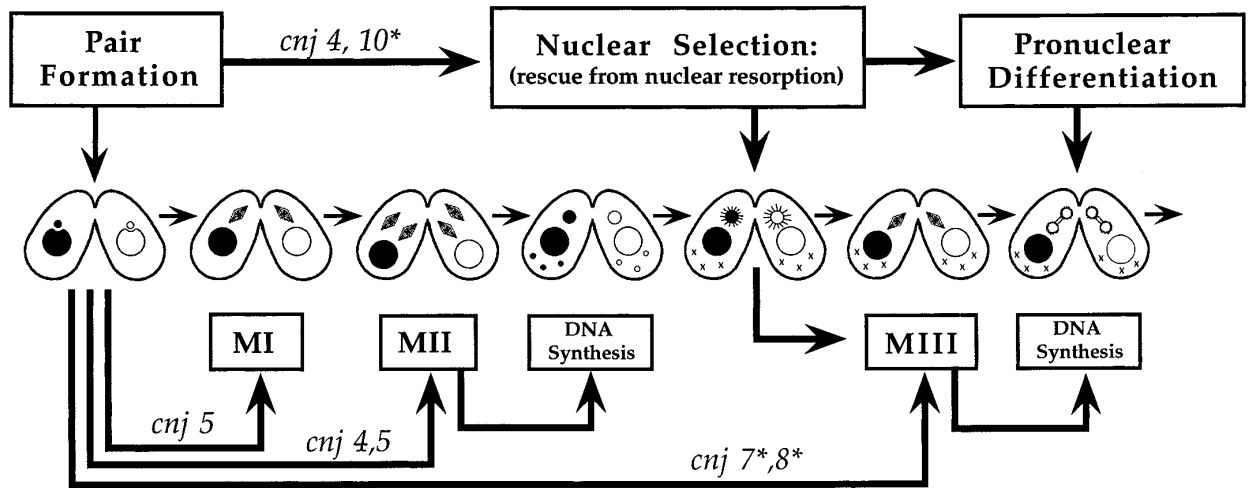 Pair
Formation
cnj 4, 10*
Nuclear Selection:
(rescue from nuclear resorption)
Pronuclear
Differentiation
x x x x
x x x x
x x x x
x x x x
x x x x
x x x x
MI
MII
DNA
Synthesis
MIII
DNA
Synthesis
cnj 5
cnj 4,5
cnj 7*,8*